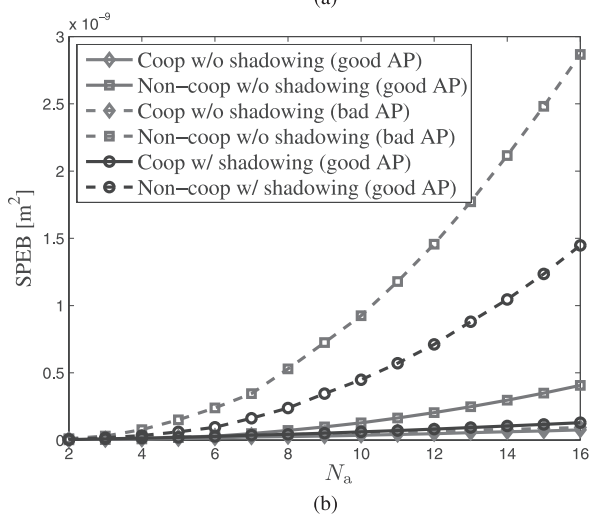 (a)
x 10⁻⁹
3
2.5
2
1.5
1
0.5
0
SPEB [m²]
Coop w/o shadowing (good AP)
Non−coop w/o shadowing (good AP)
Coop w/o shadowing (bad AP)
Non−coop w/o shadowing (bad AP)
Coop w/ shadowing (good AP)
Non−coop w/ shadowing (good AP)
2 4 6 8 10 12 14 16
Nₐ
(b)